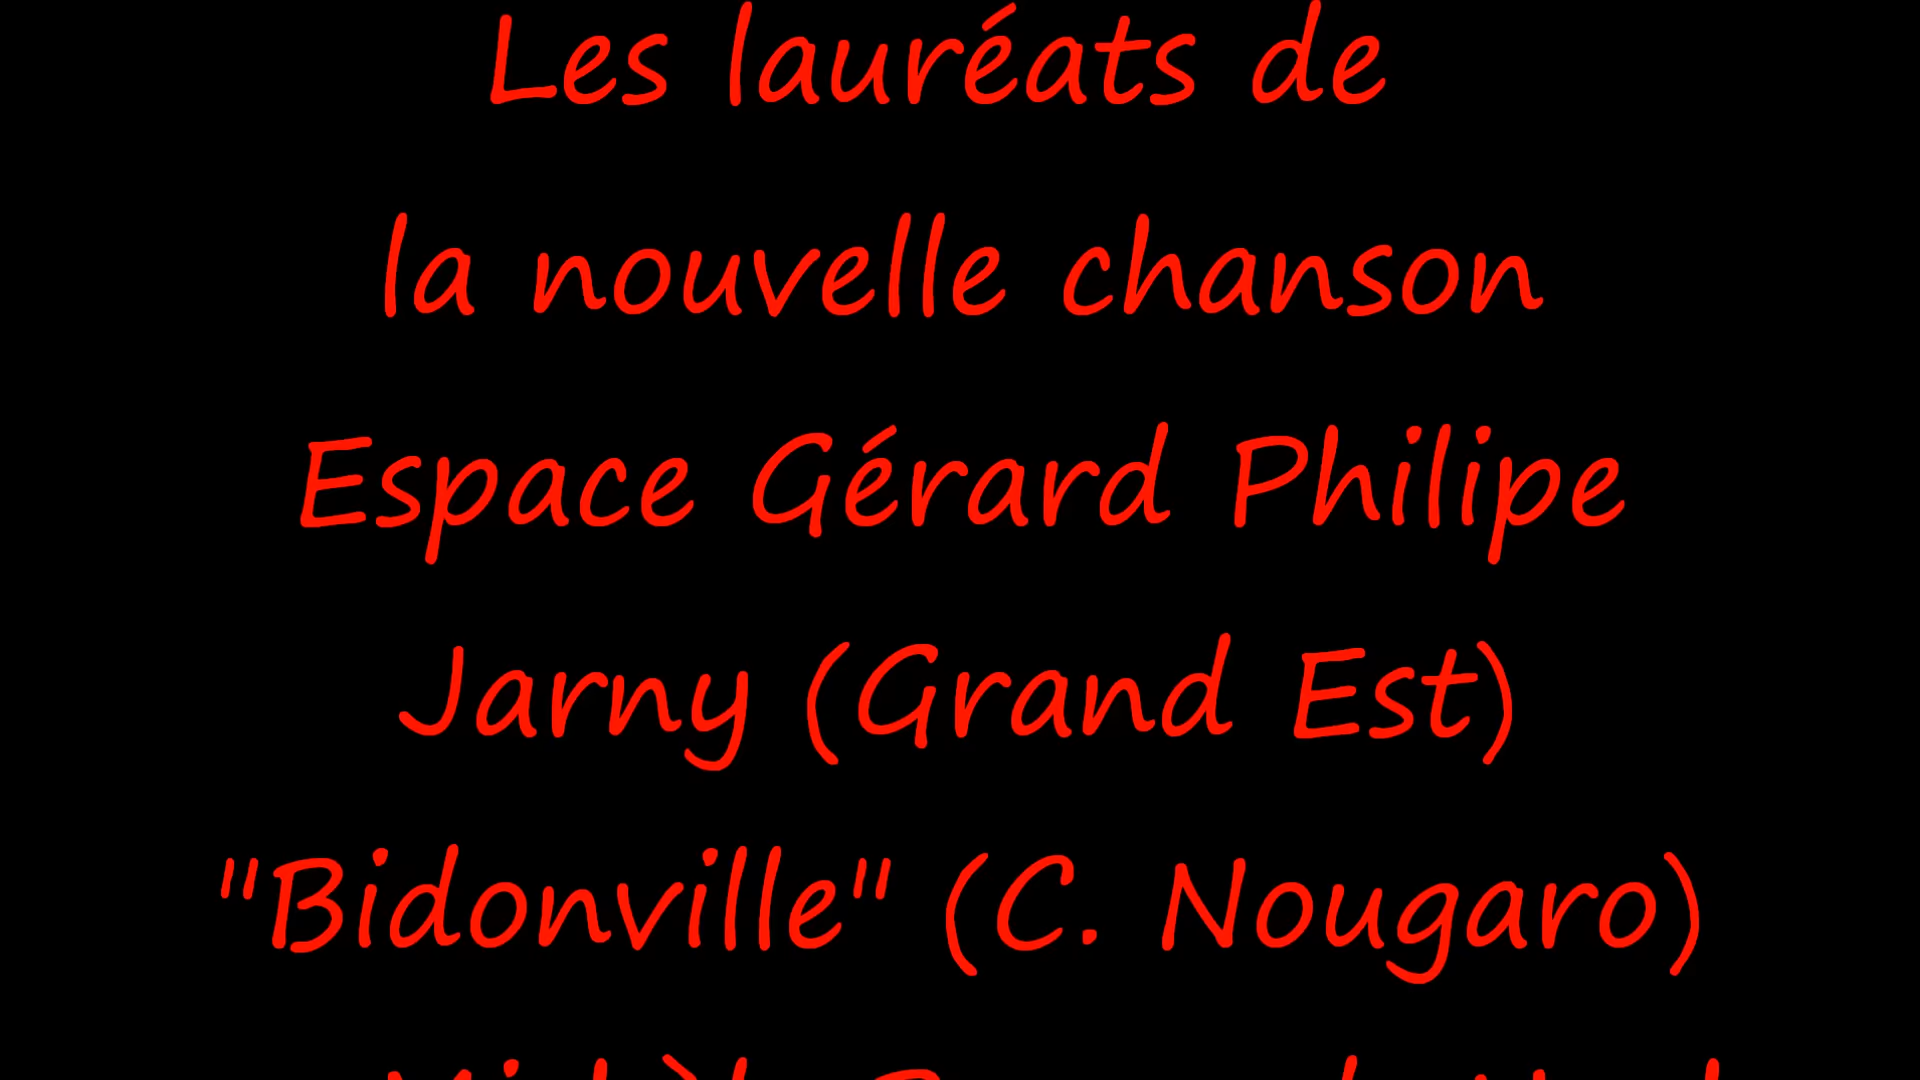 Les lauréats de
la nouvelle chanson
Espace Gérard Philipe
Jarny (Grand Est)
"Bidonville" (C. Nougaro)